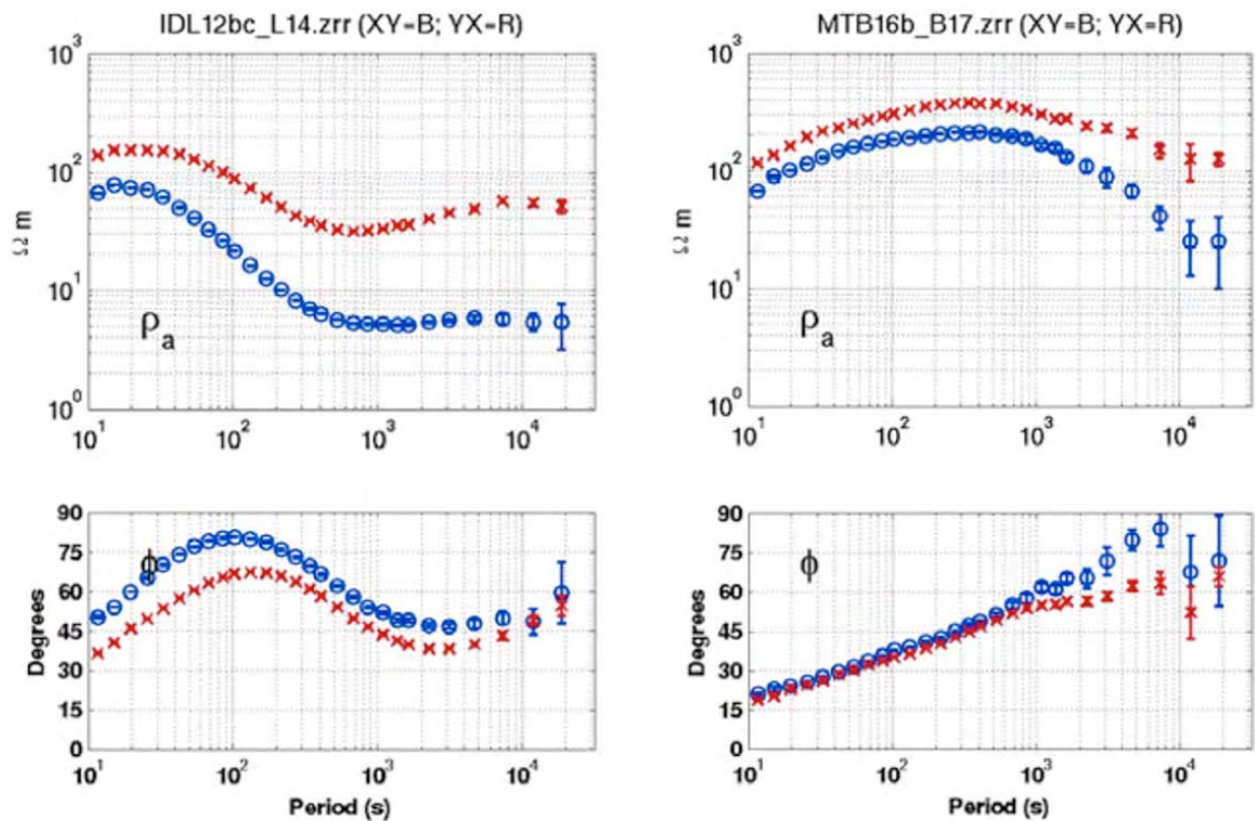 IDL12bc_L14.zrr (XY=B; YX=R)
10³
10²
10¹
10⁰
Ω m
ρa
10¹ 10² 10³ 10⁴
90
75
60
45
30
15
0
Degrees
ϕ
10¹ 10² 10³ 10⁴
Period (s)
MTB16b_B17.zrr (XY=B; YX=R)
10³
10²
10¹
10⁰
Ω m
ρa
10¹ 10² 10³ 10⁴
90
75
60
45
30
15
0
Degrees
ϕ
10¹ 10² 10³ 10⁴
Period (s)